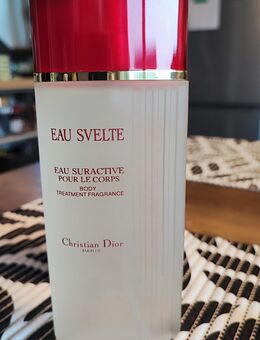 EAU SVELTE
EAU SURACTIVE
POUR LE CORPS
BODY
TREATMENT FRAGRANCE
Christian Dior
PARIS